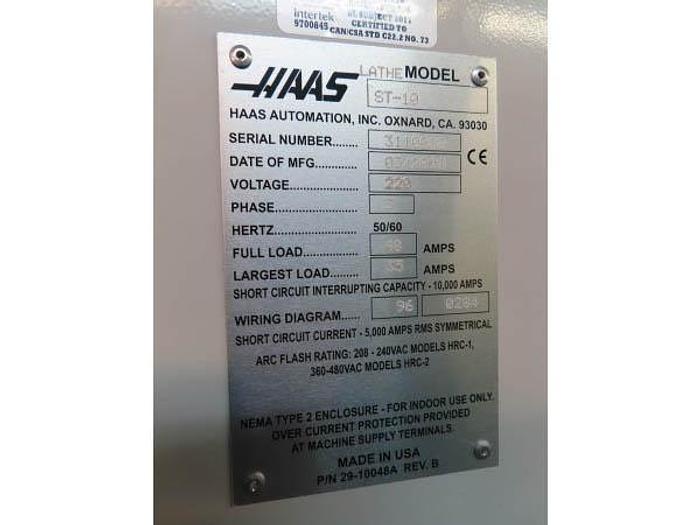 intertek
9700845
CERTIFIED TO
CAN/CSA STD C22.2 NO. 73
HAAS LATHE MODEL
ST-10
HAAS AUTOMATION, INC. OXNARD, CA. 93030
SERIAL NUMBER........
DATE OF MFG............ CE
VOLTAGE................... 220
PHASE.......................
HERTZ....................... 50/60
FULL LOAD............... AMPS
LARGEST LOAD........ AMPS
SHORT CIRCUIT INTERRUPTING CAPACITY - 10,000 AMPS
WIRING DIAGRAM...... 96
SHORT CIRCUIT CURRENT - 5,000 AMPS RMS SYMMETRICAL
ARC FLASH RATING: 208 - 240VAC MODELS HRC-1,
360-480VAC MODELS HRC-2
NEMA TYPE 2 ENCLOSURE - FOR INDOOR USE ONLY.
OVER CURRENT PROTECTION PROVIDED
AT MACHINE SUPPLY TERMINALS.
MADE IN USA
P/N 29-10048A REV. B